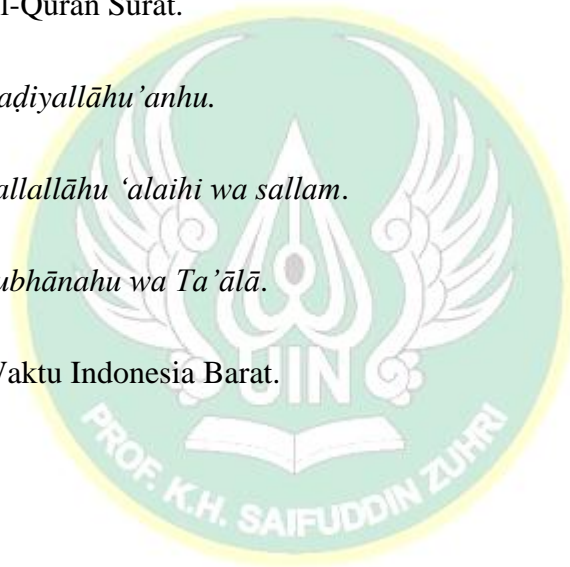 l-Quran Surat.
aḍiyallāhu’anhu.
allallāhu ‘alaihi wa sallam.
ubhānahu wa Ta’ālā.
Waktu Indonesia Barat.
UIN
PROF. K.H. SAIFUDDIN ZUHRI